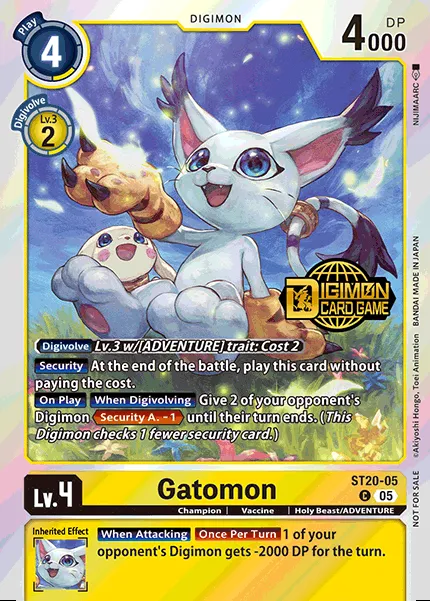 DIGIMON
Play
4
4000
DP
Digivolve
Lv.3
2
NIJIMAARC
DIGIMON
CARD GAME
Digivolve Lv.3 w/[ADVENTURE] trait: Cost 2
Security At the end of the battle, play this card without
paying the cost.
On Play When Digivolving Give 2 of your opponent's
Digimon Security A. -1 until their turn ends. (This
Digimon checks 1 fewer security card.)
©Akiyoshi Hongo, Toei Animation BANDAI MADE IN JAPAN
NOT FOR SALE
Lv.4
Gatomon
ST20-05
C 05
Champion | Vaccine | Holy Beast/ADVENTURE
Inherited Effect
When Attacking Once Per Turn 1 of your
opponent's Digimon gets -2000 DP for the turn.